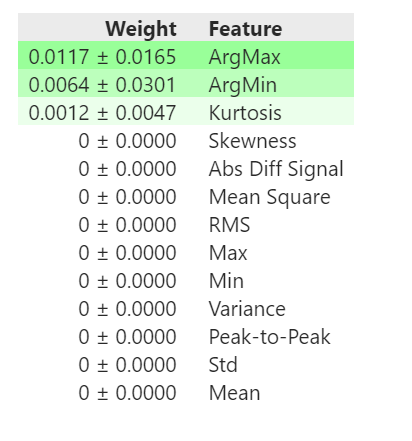 Weight Feature
0.0117 ± 0.0165 ArgMax
0.0064 ± 0.0301 ArgMin
0.0012 ± 0.0047 Kurtosis
0 ± 0.0000 Skewness
0 ± 0.0000 Abs Diff Signal
0 ± 0.0000 Mean Square
0 ± 0.0000 RMS
0 ± 0.0000 Max
0 ± 0.0000 Min
0 ± 0.0000 Variance
0 ± 0.0000 Peak-to-Peak
0 ± 0.0000 Std
0 ± 0.0000 Mean